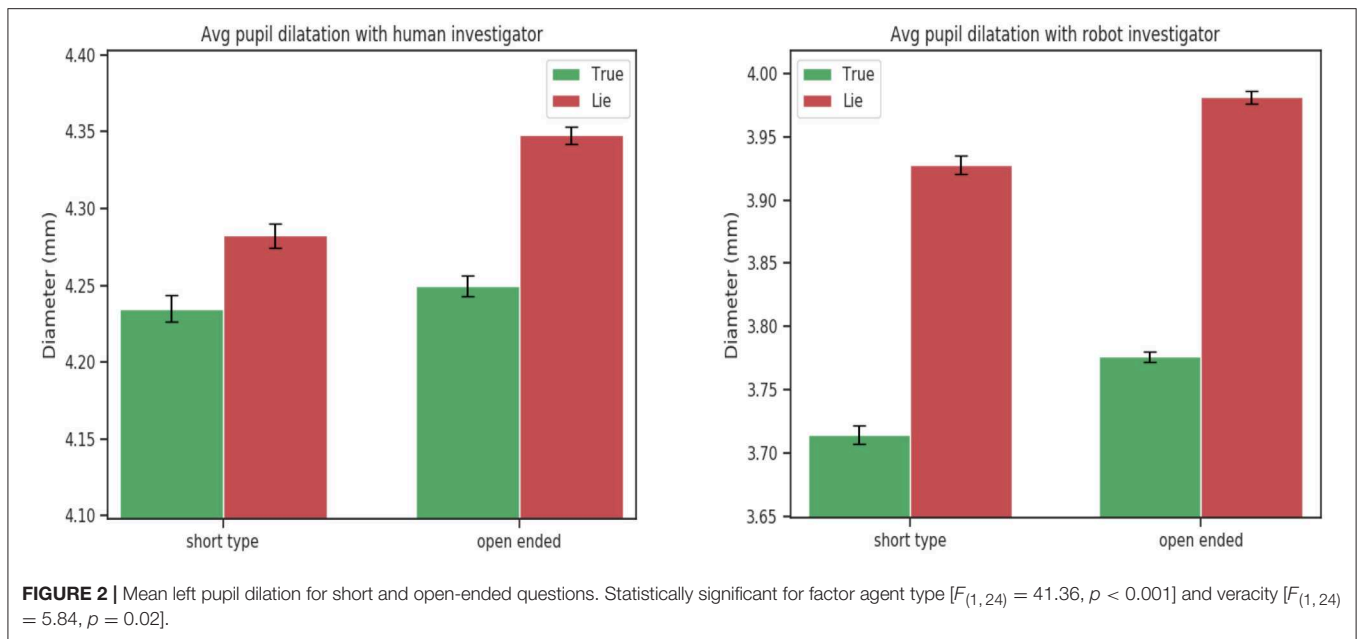 Avg pupil dilatation with human investigator
4.40
4.35
4.30
4.25
4.20
4.15
4.10
Diameter (mm)
True
Lie
short type
open ended
Avg pupil dilatation with robot investigator
4.00
3.95
3.90
3.85
3.80
3.75
3.70
3.65
Diameter (mm)
True
Lie
short type
open ended
FIGURE 2 | Mean left pupil dilation for short and open-ended questions. Statistically significant for factor agent type [F(1, 24) = 41.36, p < 0.001] and veracity [F(1, 24)
= 5.84, p = 0.02].